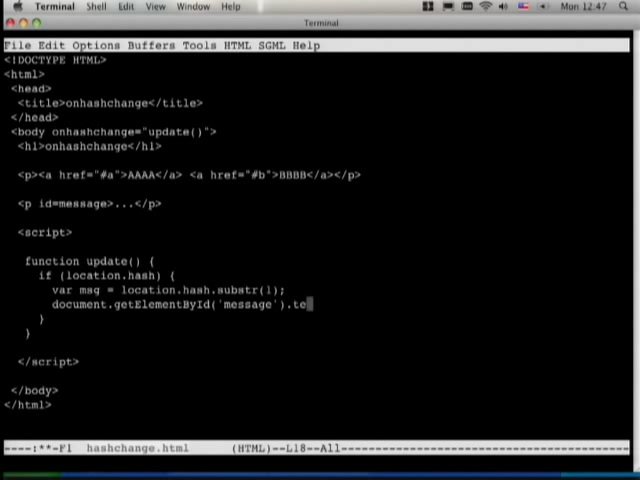 Terminal Shell Edit View Window Help Mon 12:47
Terminal
File Edit Options Buffers Tools HTML SGML Help
<!DOCTYPE HTML>
<html>
<head>
<title>onhashchange</title>
</head>
<body onhashchange="update()">
<h1>onhashchange</h1>
<p><a href="#a">AAAA</a> <a href="#b">BBBB</a></p>
<p id=message>...</p>
<script>
function update() {
if (location.hash) {
var msg = location.hash.substr(1);
document.getElementById('message').te
}
}
</script>
</body>
</html>
----:**-F1 hashchange.html (HTML)--L18--All----------------------------------------